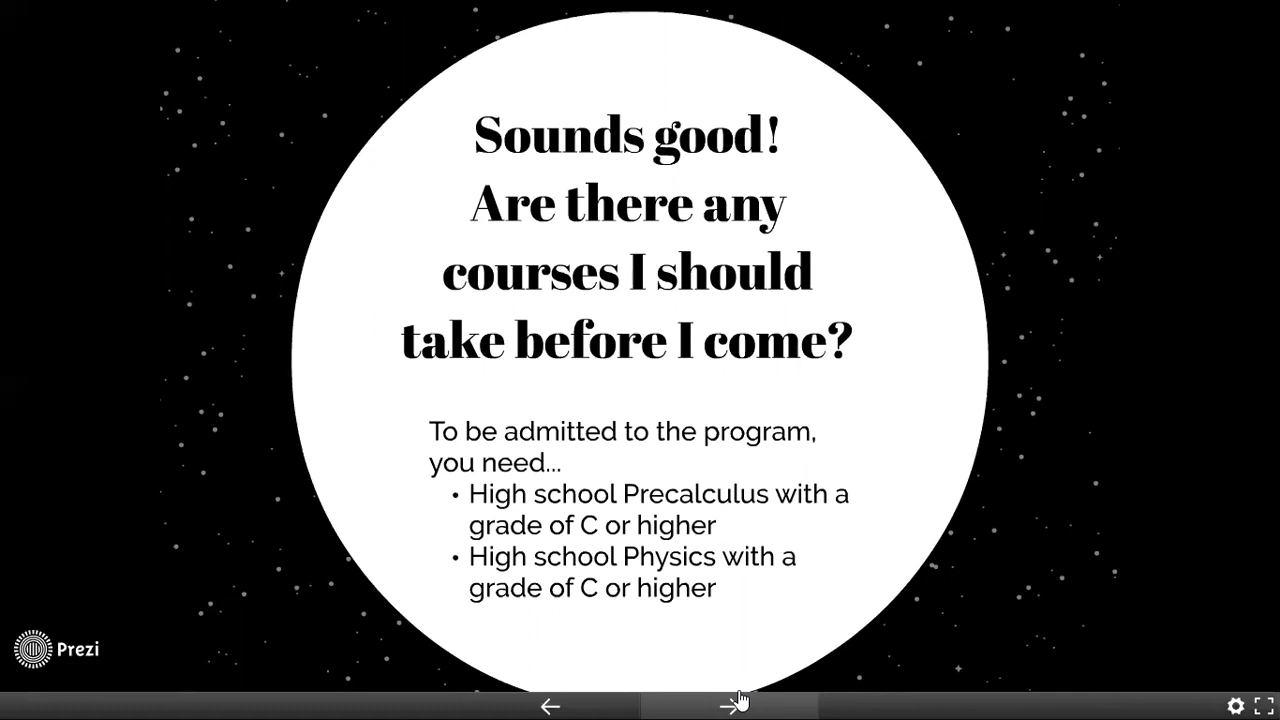 Sounds good!
Are there any
courses I should
take before I come?
To be admitted to the program,
you need...
• High school Precalculus with a
grade of C or higher
• High school Physics with a
grade of C or higher
Prezi